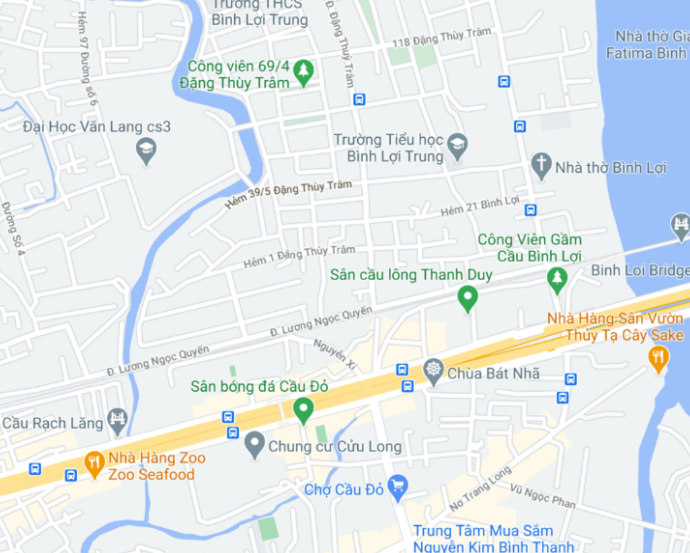 Trường THCS
Bình Lợi Trung
Đ. Đặng Thùy Trâm
118 Đặng Thùy Trâm
Nhà thờ Gia
Fatima Bình
Hẻm 97 Đường số 6
Công viên 69/4
Đặng Thùy Trâm
Đại Học Văn Lang cs3
Trường Tiểu học
Bình Lợi Trung
Nhà thờ Bình Lợi
Hẻm 39/5 Đặng Thùy Trâm
Hẻm 21 Bình Lợi
Đường Số 4
Hẻm 1 Đặng Thùy Trâm
Công Viên Gầm
Cầu Bình Lợi
Sân cầu lông Thanh Duy
Binh Loi Bridge
Đ. Lương Ngọc Quyến
Nhà Hàng Sân Vườn
Thủy Tạ Cây Sake
Đ. Lương Ngọc Quyến
Nguyên Xí
Chùa Bát Nhã
Sân bóng đá Cầu Đỏ
Cầu Rạch Lăng
Chung cư Cửu Long
Nhà Hàng Zoo
Zoo Seafood
Chợ Cầu Đỏ
Nơ Trang Long
Vũ Ngọc Phan
Trung Tâm Mua Sắm
Nguyễn Kim Bình Thạnh